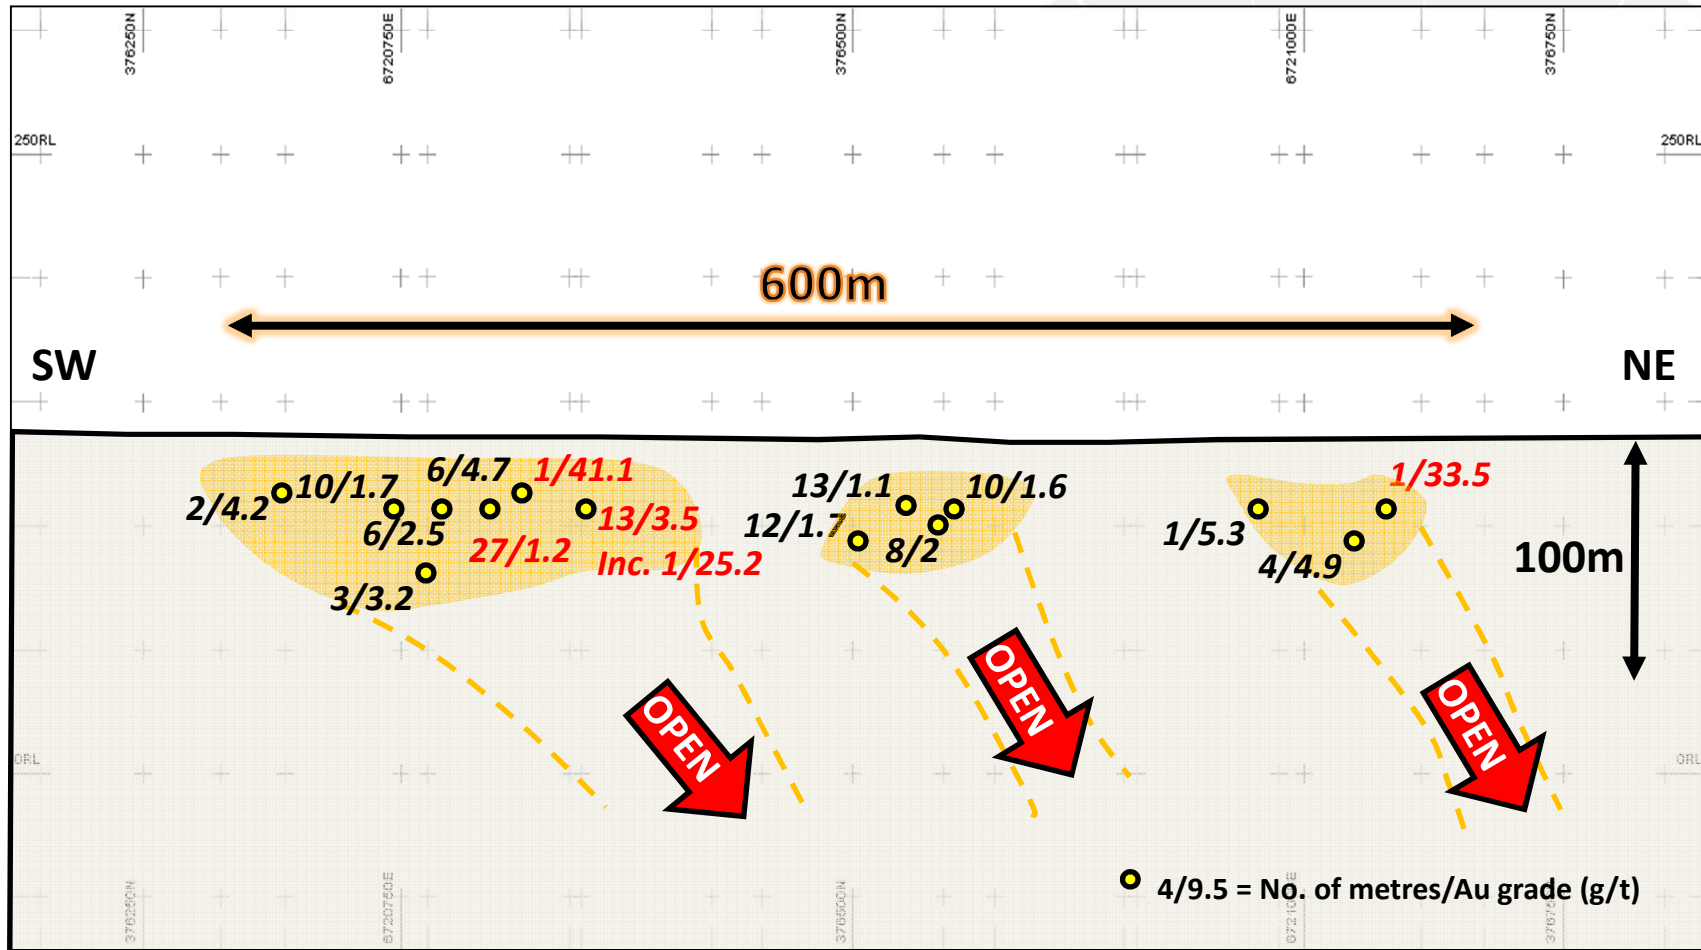 376250N
6720750E
376500N
6721000E
376750N
250RL
250RL
600m
SW
NE
6/4.7
1/41.1
10/1.7
2/4.2
6/2.5
13/3.5
27/1.2
Inc. 1/25.2
3/3.2
13/1.1
10/1.6
12/1.7
8/2
1/33.5
1/5.3
4/4.9
100m
OPEN
OPEN
OPEN
0RL
0RL
4/9.5 = No. of metres/Au grade (g/t)
376250N
6720750E
376500N